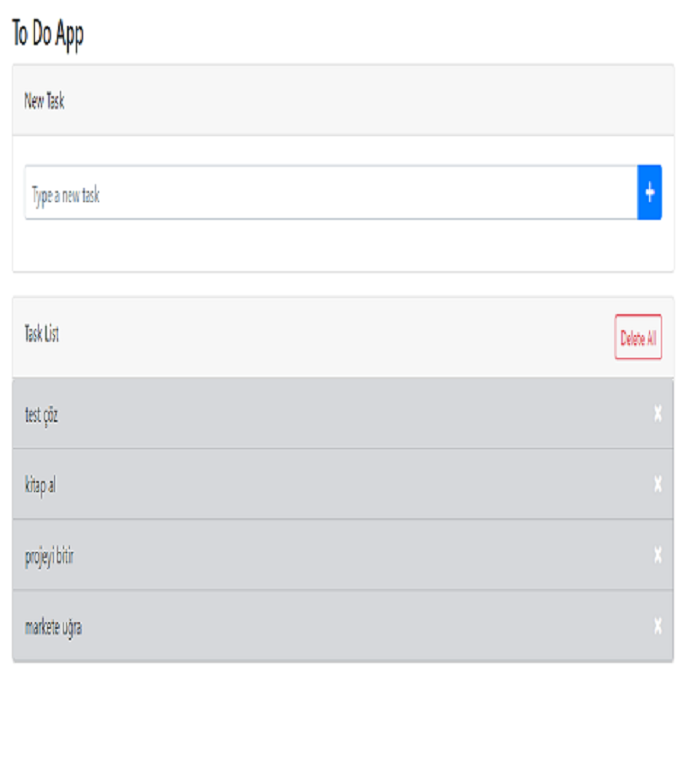 To Do App
New Task
Type a new task
+
Task List
Delete All
test çöz
x
kitap al
x
projeyi bitir
x
markete uğra
x